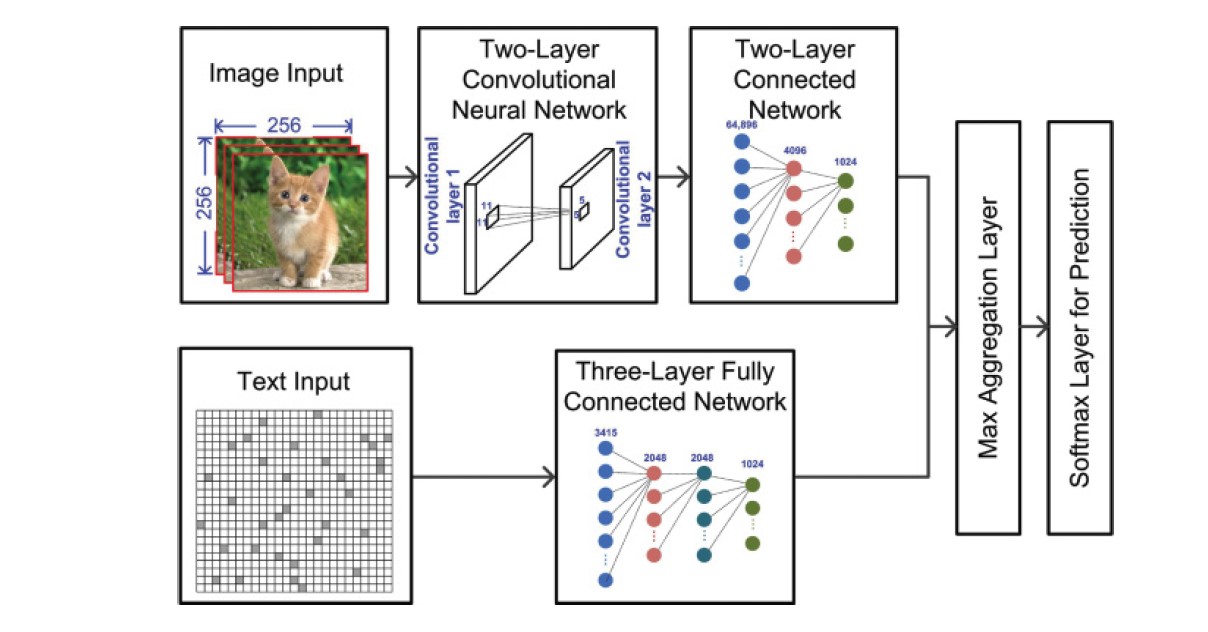 Image Input
256
256
Two-Layer
Convolutional
Neural Network
Convolutional
layer 1
11
11
5
5
Convolutional
layer 2
Two-Layer
Connected
Network
64,896
4096
1024
Text Input
Three-Layer Fully
Connected Network
3415
2048
2048
1024
Max Aggregation Layer
Softmax Layer for Prediction